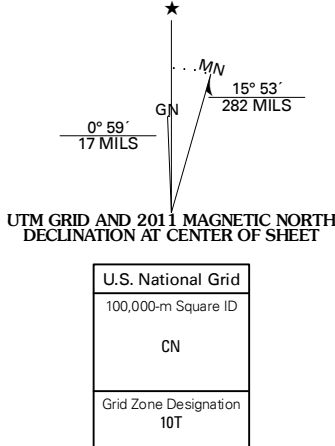 ★
MN
15° 53´
282 MILS
GN
0° 59´
17 MILS
UTM GRID AND 2011 MAGNETIC NORTH
DECLINATION AT CENTER OF SHEET
U.S. National Grid
100,000-m Square ID
CN
Grid Zone Designation
10T